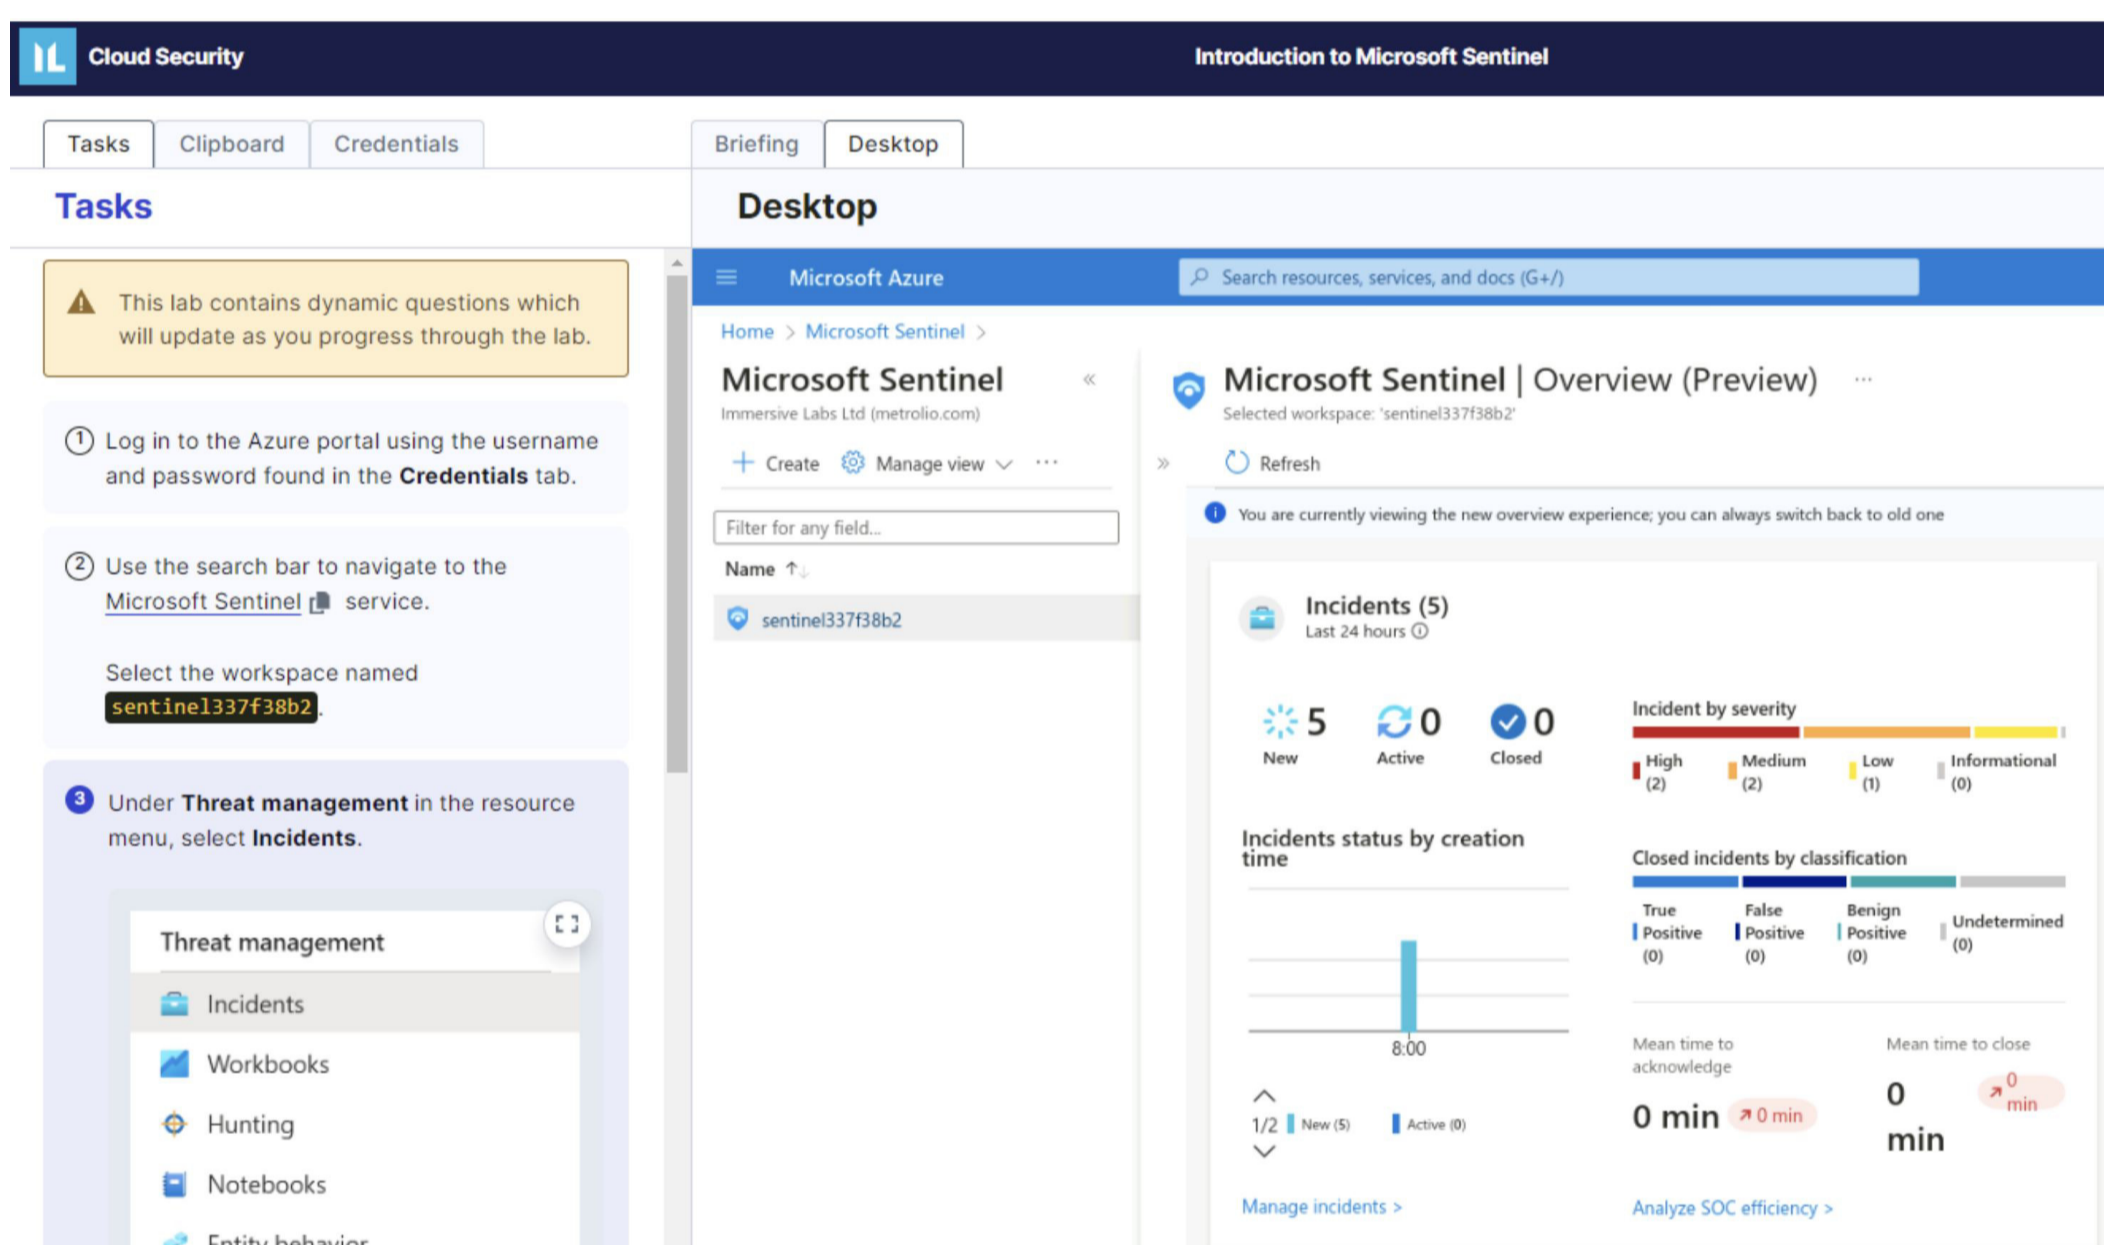 IL Cloud Security
Introduction to Microsoft Sentinel
Tasks
Clipboard
Credentials
Briefing
Desktop
Tasks
This lab contains dynamic questions which
will update as you progress through the lab.
1 Log in to the Azure portal using the username
and password found in the Credentials tab.
2 Use the search bar to navigate to the
Microsoft Sentinel service.
Select the workspace named
sentinel337f38b2.
3 Under Threat management in the resource
menu, select Incidents.
Threat management
Incidents
Workbooks
Hunting
Notebooks
Entity behavior
Desktop
Microsoft Azure
Search resources, services, and docs (G+/)
Home > Microsoft Sentinel >
Microsoft Sentinel «
Immersive Labs Ltd (metrolio.com)
+ Create Manage view ···
Filter for any field...
Name ↑↓
sentinel337f38b2
Microsoft Sentinel | Overview (Preview) ···
Selected workspace: 'sentinel337f38b2'
» Refresh
You are currently viewing the new overview experience; you can always switch back to old one
Incidents (5)
Last 24 hours
5 0 0
New Active Closed
Incident by severity
High (2)
Medium (2)
Low (1)
Informational (0)
Incidents status by creation
time
8:00
1/2 New (5) Active (0)
Manage incidents >
Closed incidents by classification
True Positive (0)
False Positive (0)
Benign Positive (0)
Undetermined (0)
Mean time to
acknowledge
0 min 0 min
Mean time to close
0 min 0 min
Analyze SOC efficiency >